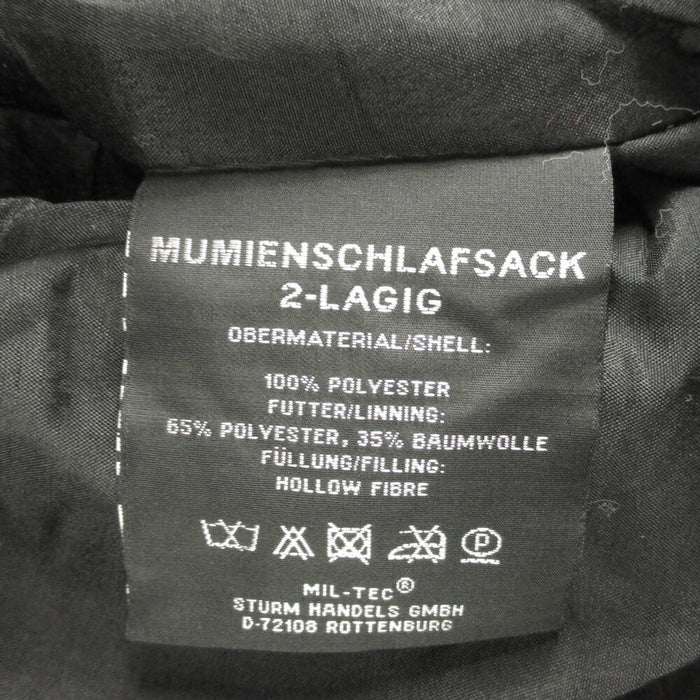 MUMIENSCHLAFSACK
2-LAGIG
OBERMATERIAL/SHELL:
100% POLYESTER
FUTTER/LINNING:
65% POLYESTER, 35% BAUMWOLLE
FÜLLUNG/FILLING:
HOLLOW FIBRE
P
MIL-TEC®
STURM HANDELS GMBH
D-72108 ROTTENBURG